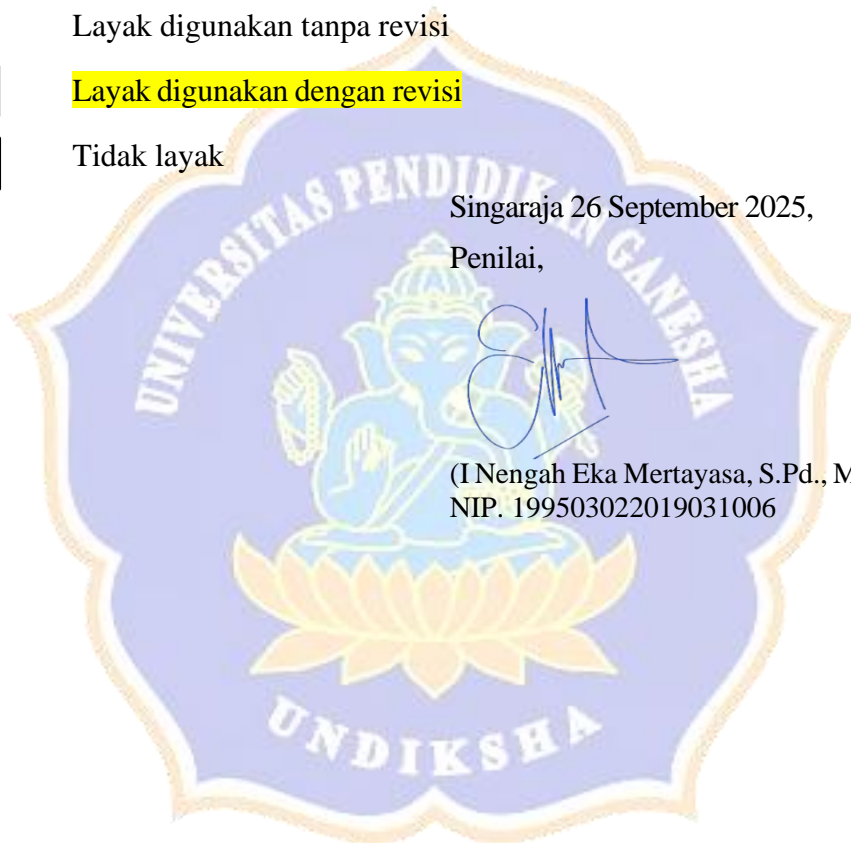 Layak digunakan tanpa revisi
Layak digunakan dengan revisi
Tidak layak
Singaraja 26 September 2025,
Penilai,
(I Nengah Eka Mertayasa, S.Pd., M
NIP. 199503022019031006
UNIVERSITAS PENDIDIKAN GANESHA
UNDIKSHA